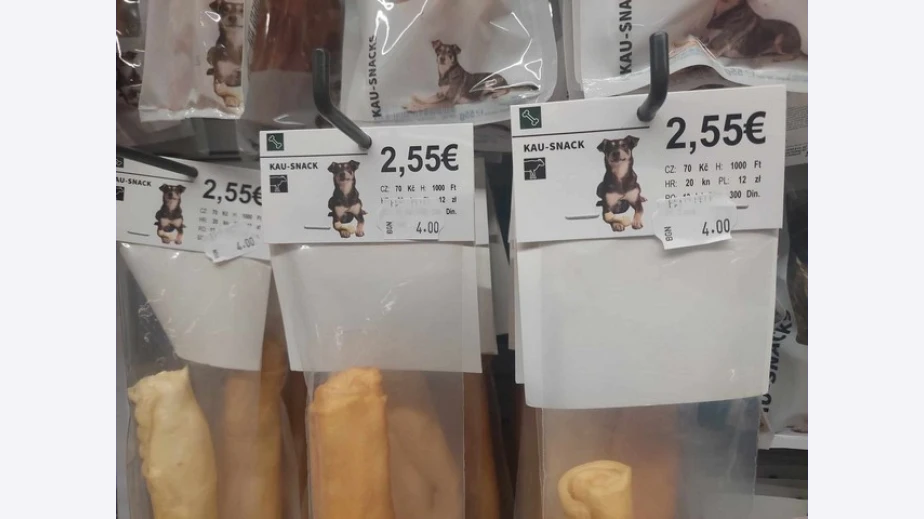 KAU-SNACKS
KAU-SNA
KAU-SNACK
2,55€
4.00
KAU-SNACK
2,55€
CZ: 70 Kč H: 1000 Ft
12 zł
Din.
BGN 4.00
KAU-SNACK
2,55€
CZ: 70 Kč H: 1000 Ft
HR: 20 kn PL: 12 zł
300 Din.
BGN 4.00